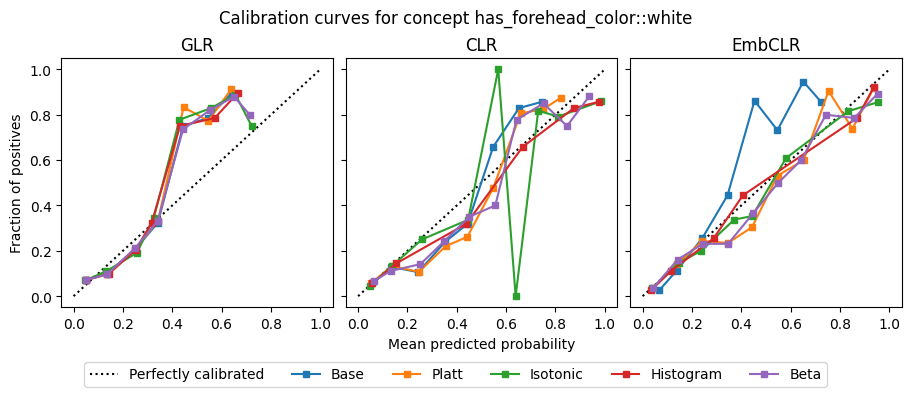 Calibration curves for concept has_forehead_color::white
GLR
CLR
EmbCLR
Fraction of positives
1.0
0.8
0.6
0.4
0.2
0.0
0.0 0.2 0.4 0.6 0.8 1.0
0.0 0.2 0.4 0.6 0.8 1.0
0.0 0.2 0.4 0.6 0.8 1.0
Mean predicted probability
Perfectly calibrated Base Platt Isotonic Histogram Beta